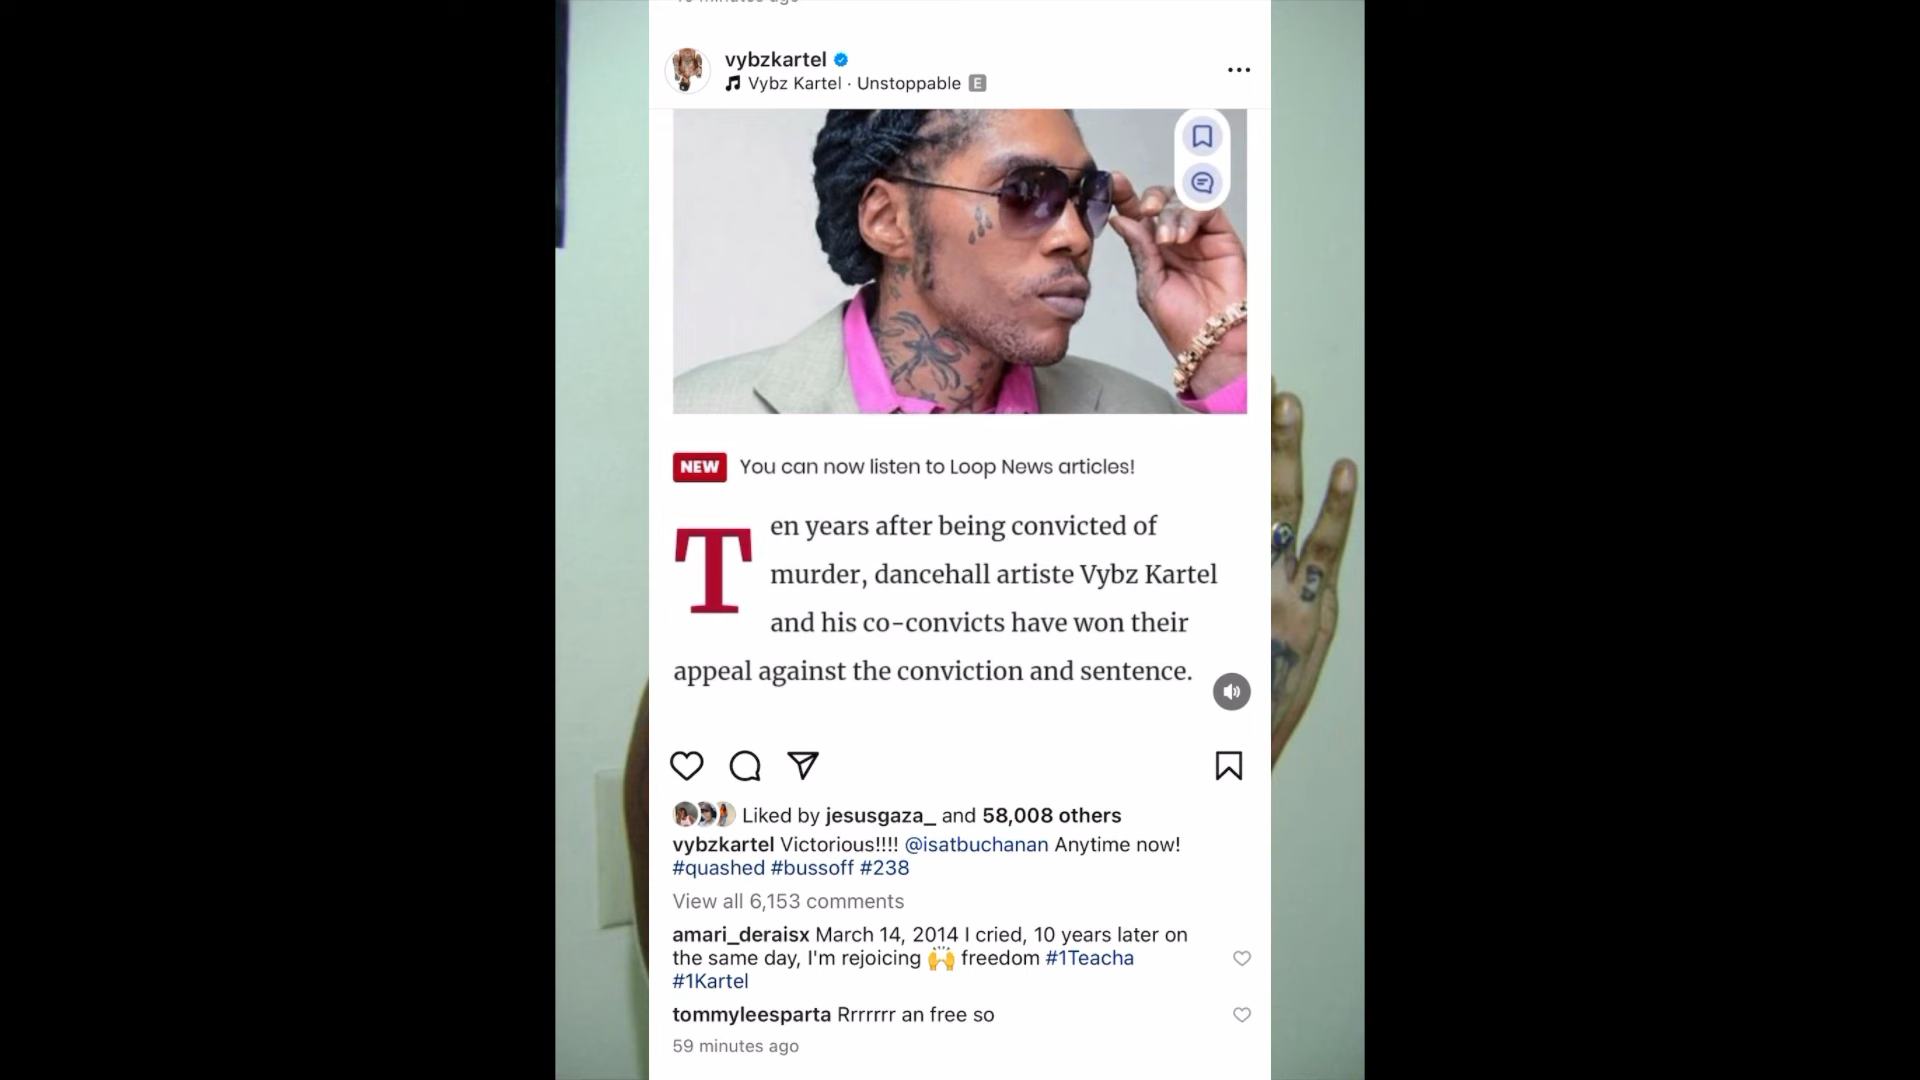 vybzkartel
Vybz Kartel · Unstoppable E
NEW You can now listen to Loop News articles!
Ten years after being convicted of
murder, dancehall artiste Vybz Kartel
and his co-convicts have won their
appeal against the conviction and sentence.
Liked by jesusgaza_ and 58,008 others
vybzkartel Victorious!!!! @isatbuchanan Anytime now!
#quashed #bussoff #238
View all 6,153 comments
amari_deraisx March 14, 2014 I cried, 10 years later on
the same day, I'm rejoicing 🙌 freedom #1Teacha
#1Kartel
tommyleesparta Rrrrrrr an free so
59 minutes ago